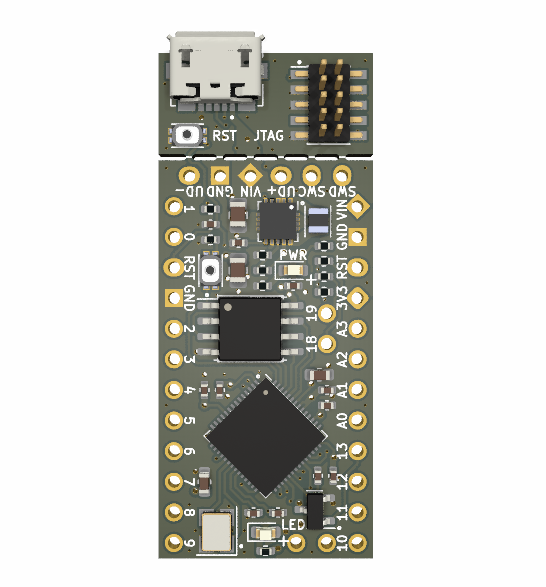 RST JTAG
UD- GND VIN UD+ SWC SWD
1 VIN
0 GND
PWR
RST + RST
GND 3V3
19
2 A3
18
3 A2
4 A1
5 A0
6 13
7 12
8 11
LED
9 + 10